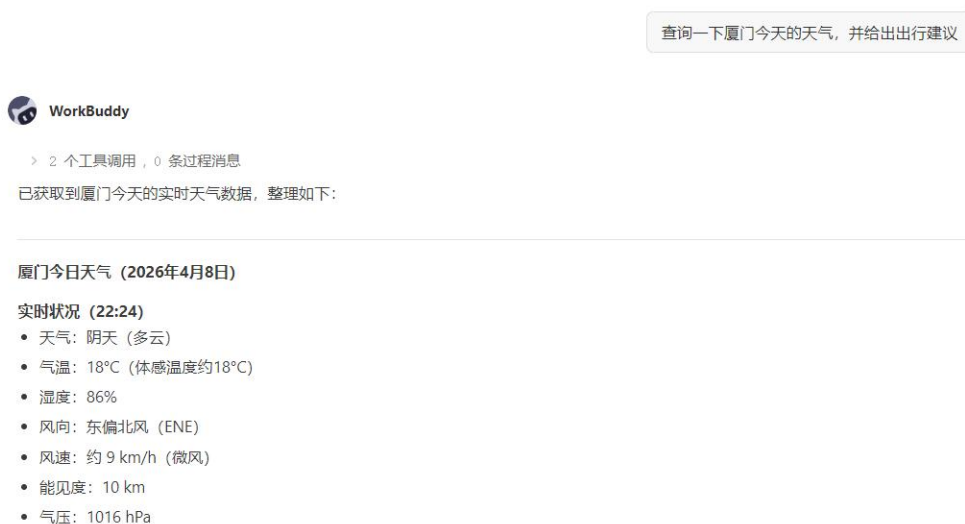 查询一下厦门今天的天气，并给出出行建议
WorkBuddy
> 2 个工具调用 , 0 条过程消息
已获取到厦门今天的实时天气数据，整理如下：
厦门今日天气（2026年4月8日）
实时状况（22:24）
• 天气：阴天（多云）
• 气温：18°C（体感温度约18°C）
• 湿度：86%
• 风向：东偏北风（ENE）
• 风速：约 9 km/h（微风）
• 能见度：10 km
• 气压：1016 hPa